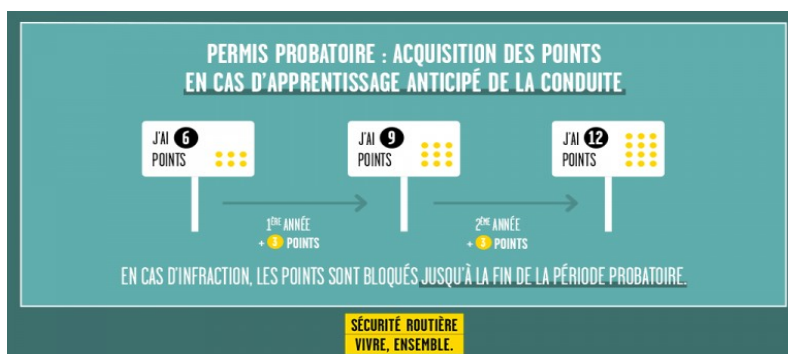 PERMIS PROBATOIRE : ACQUISITION DES POINTS
EN CAS D'APPRENTISSAGE ANTICIPÉ DE LA CONDUITE
J'AI 6
POINTS
J'AI 9
POINTS
J'AI 12
POINTS
1ÈRE ANNÉE
+ 3 POINTS
2ÈME ANNÉE
+ 3 POINTS
EN CAS D'INFRACTION, LES POINTS SONT BLOQUÉS JUSQU'À LA FIN DE LA PÉRIODE PROBATOIRE.
SÉCURITÉ ROUTIÈRE
VIVRE, ENSEMBLE.